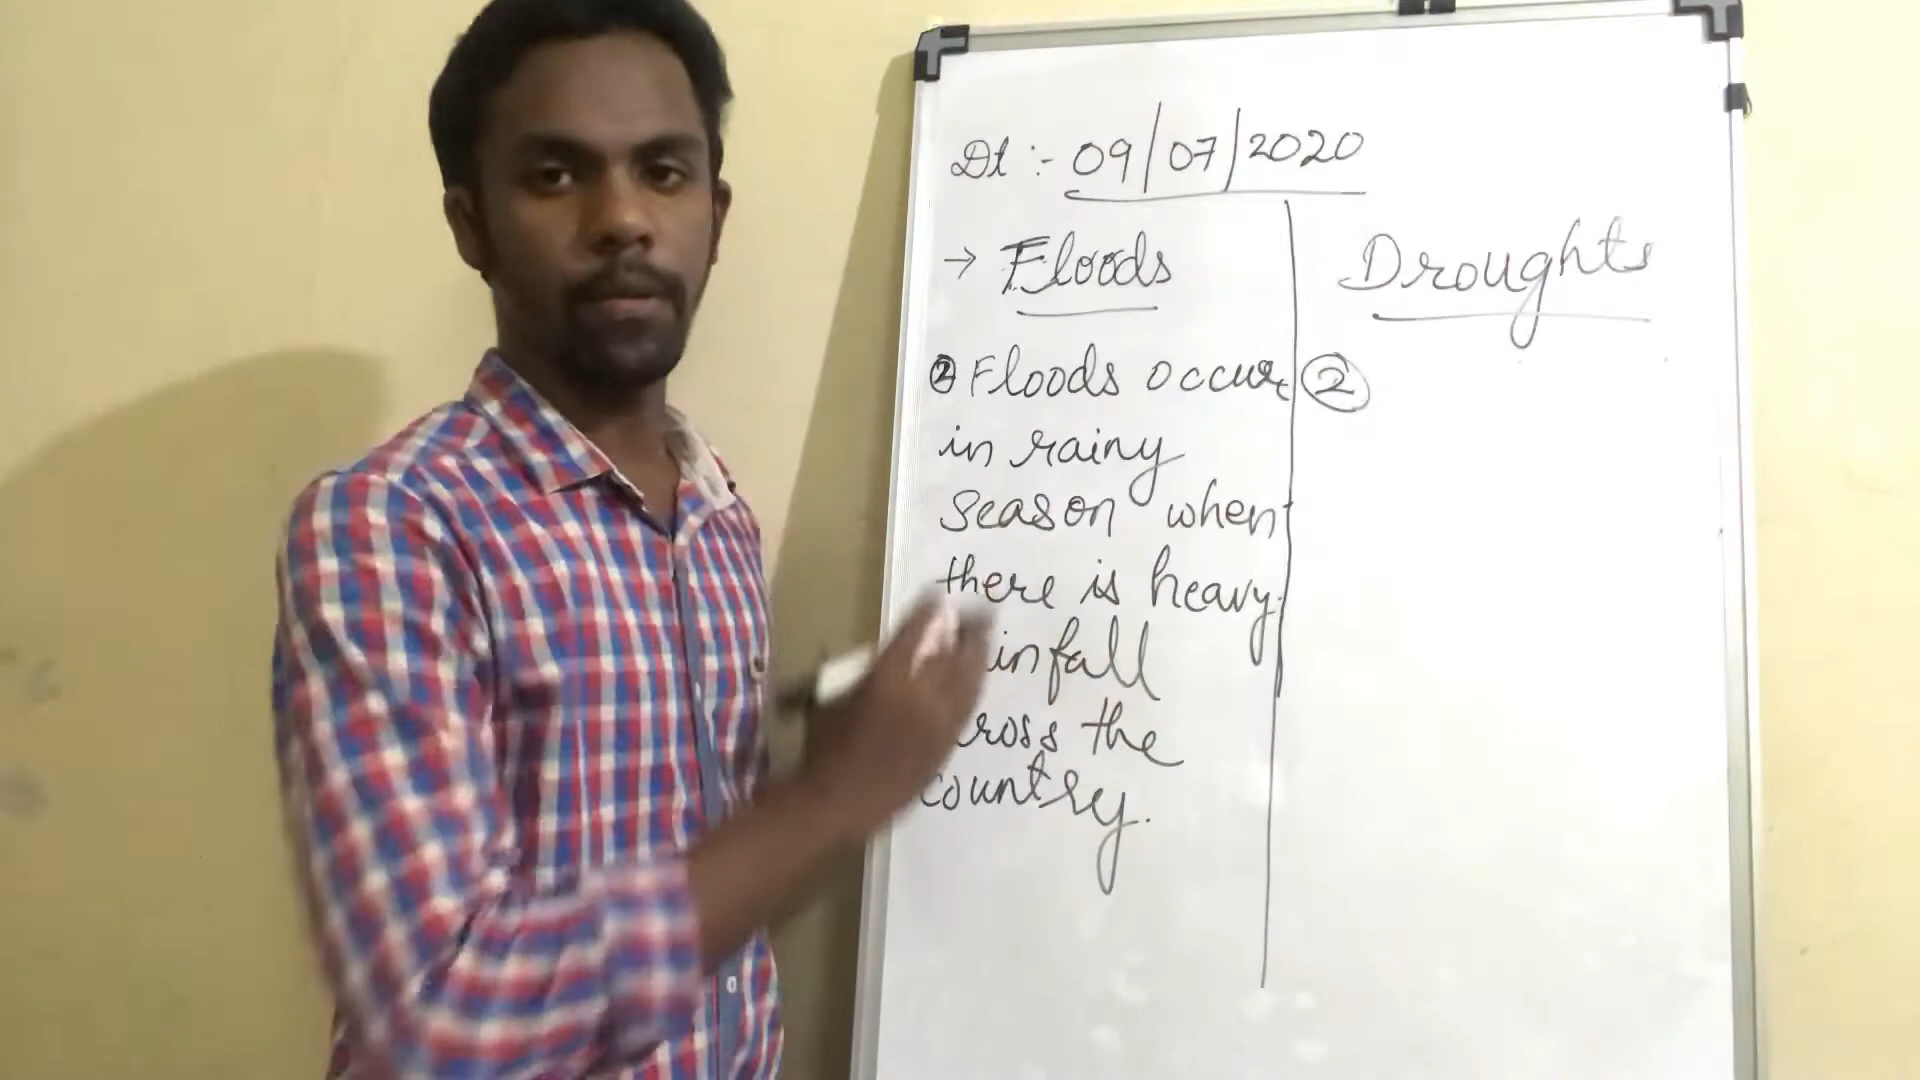 Dt :- 09/07/2020
→ Floods
② Floods occur
in rainy
season when
there is heavy
infall
ross the
country.
Droughts
②